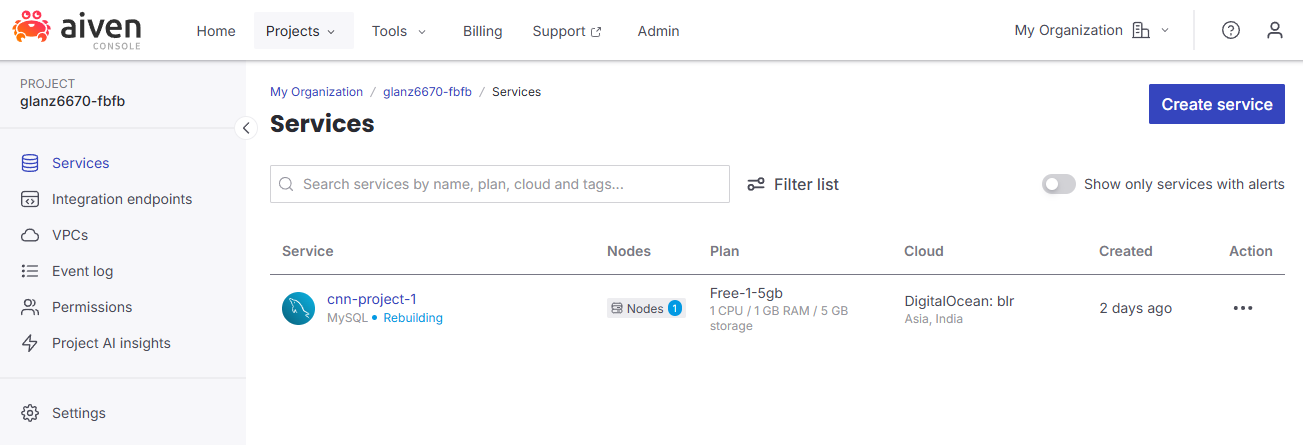 aiven
CONSOLE
Home
Projects
Tools
Billing
Support
Admin
My Organization
PROJECT
glanz6670-fbfb
Services
Integration endpoints
VPCs
Event log
Permissions
Project AI insights
Settings
My Organization / glanz6670-fbfb / Services
Services
Create service
Search services by name, plan, cloud and tags...
Filter list
Show only services with alerts
Service Nodes Plan Cloud Created Action
cnn-project-1
MySQL Rebuilding
Nodes 1
Free-1-5gb
1 CPU / 1 GB RAM / 5 GB
storage
DigitalOcean: blr
Asia, India
2 days ago